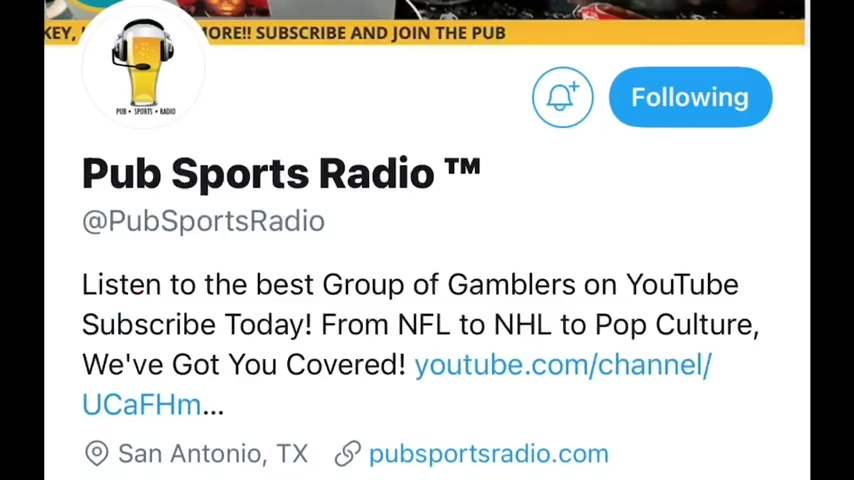 MORE!! SUBSCRIBE AND JOIN THE PUB
PUB • SPORTS • RADIO
Following
Pub Sports Radio ™
@PubSportsRadio
Listen to the best Group of Gamblers on YouTube
Subscribe Today! From NFL to NHL to Pop Culture,
We've Got You Covered! youtube.com/channel/
UCaFHm...
San Antonio, TX pubsportsradio.com